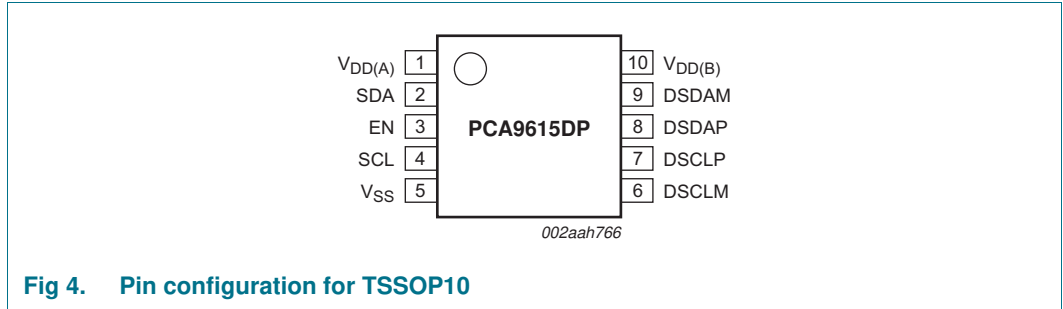 VDD(A) 1 10 VDD(B)
SDA 2 9 DSDAM
EN 3 PCA9615DP 8 DSDAP
SCL 4 7 DSCLP
VSS 5 6 DSCLM
002aah766
Fig 4. Pin configuration for TSSOP10